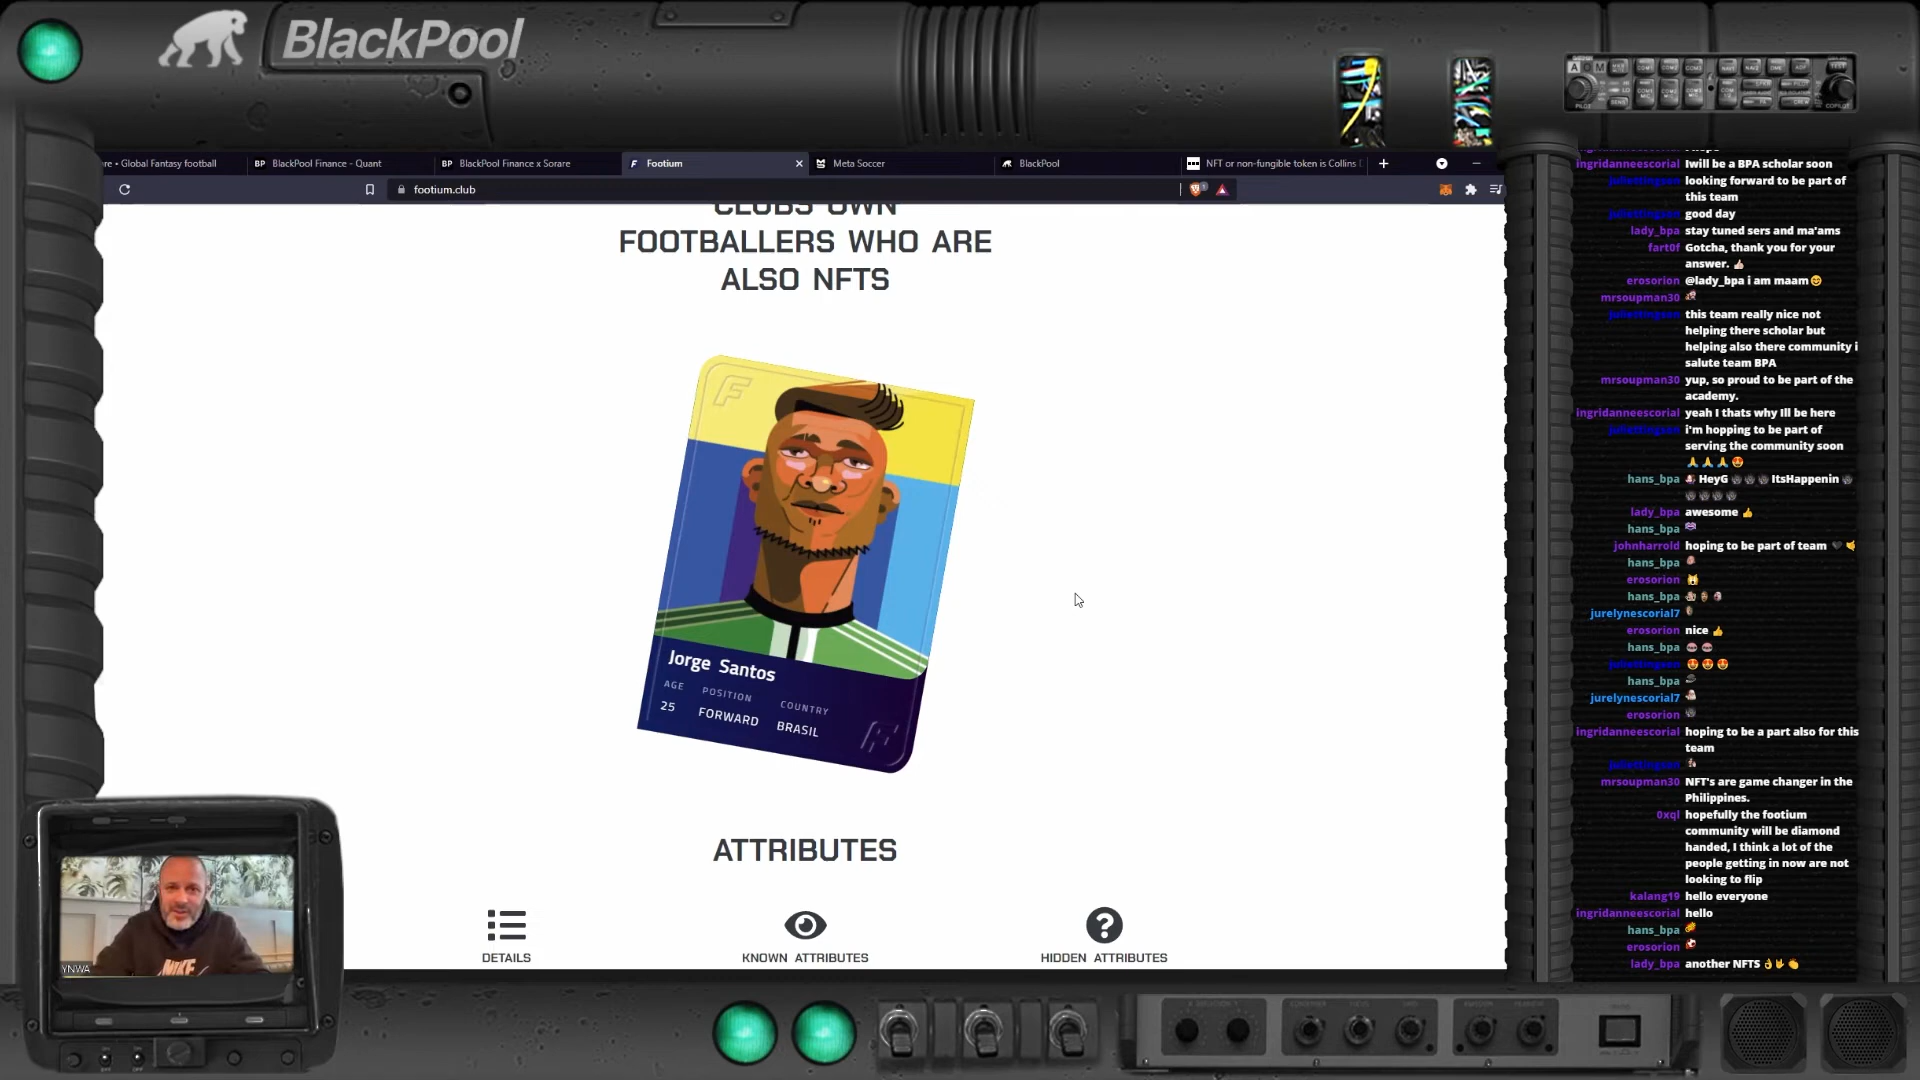 BlackPool
re • Global Fantasy football
BP BlackPool Finance - Quant
BP BlackPool Finance x Sorare
Footium
Meta Soccer
BlackPool
NFT or non-fungible token is Collins
footium.club
CLUBS OWN
FOOTBALLERS WHO ARE
ALSO NFTS
Jorge Santos
AGE POSITION COUNTRY
25 FORWARD BRASIL
ATTRIBUTES
DETAILS
KNOWN ATTRIBUTES
HIDDEN ATTRIBUTES
YNWA
NIKE
ingridanneescorial Iwill be a BPA scholar soon
looking forward to be part of
this team
good day
lady_bpa stay tuned sers and ma'ams
fart0f Gotcha, thank you for your
answer. 👍🏻
erosorion @lady_bpa i am maam😊
mrsoupman30
this team really nice not
helping there scholar but
helping also there community i
salute team BPA
mrsoupman30 yup, so proud to be part of the
academy.
ingridanneescorial yeah I thats why Ill be here
i'm hopping to be part of
serving the community soon
🙏 🙏 🙏 😍
hans_bpa HeyG ItsHappenin
lady_bpa awesome 👍
hans_bpa
johnharrold hoping to be part of team 🖤 🤙
hans_bpa
erosorion
hans_bpa
jurelynescorial7
erosorion nice 👍
hans_bpa
😍 😍 😍
hans_bpa
jurelynescorial7
erosorion
ingridanneescorial hoping to be a part also for this
team
mrsoupman30 NFT's are game changer in the
Philippines.
0xql hopefully the footium
community will be diamond
handed, I think a lot of the
people getting in now are not
looking to flip
kalang19 hello everyone
ingridanneescorial hello
hans_bpa
erosorion
lady_bpa another NFTS 👌🤟👏